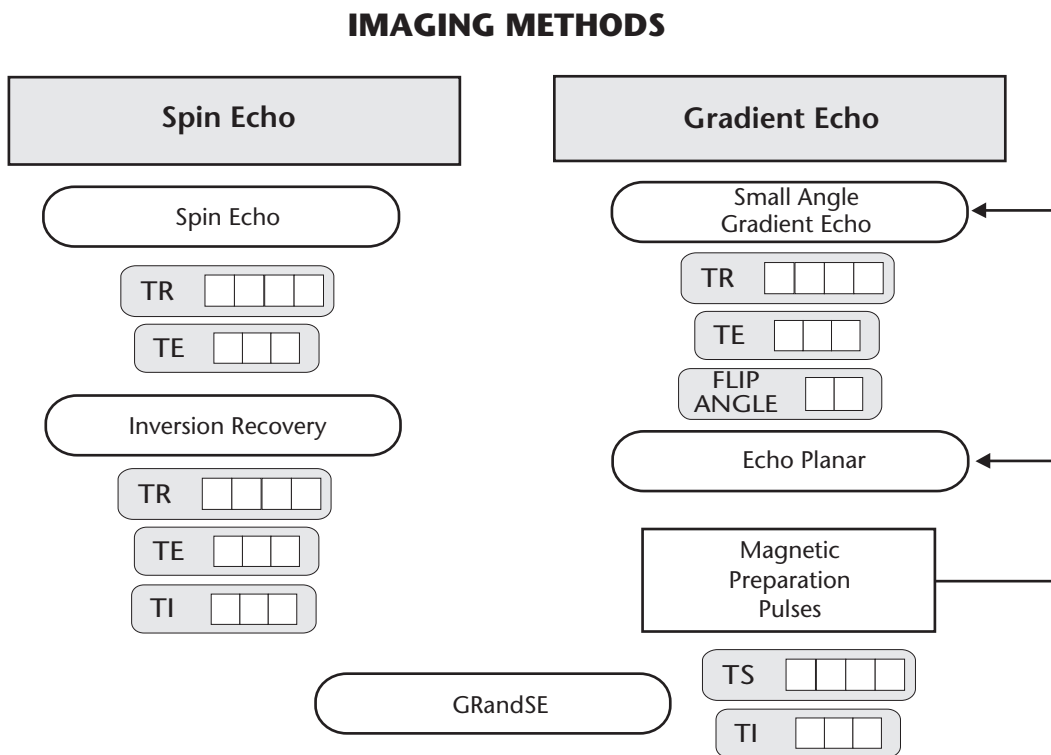 IMAGING METHODS
Spin Echo
Spin Echo
TR
TE
Inversion Recovery
TR
TE
TI
Gradient Echo
Small Angle
Gradient Echo
TR
TE
FLIP
ANGLE
Echo Planar
Magnetic
Preparation
Pulses
TS
TI
GRandSE